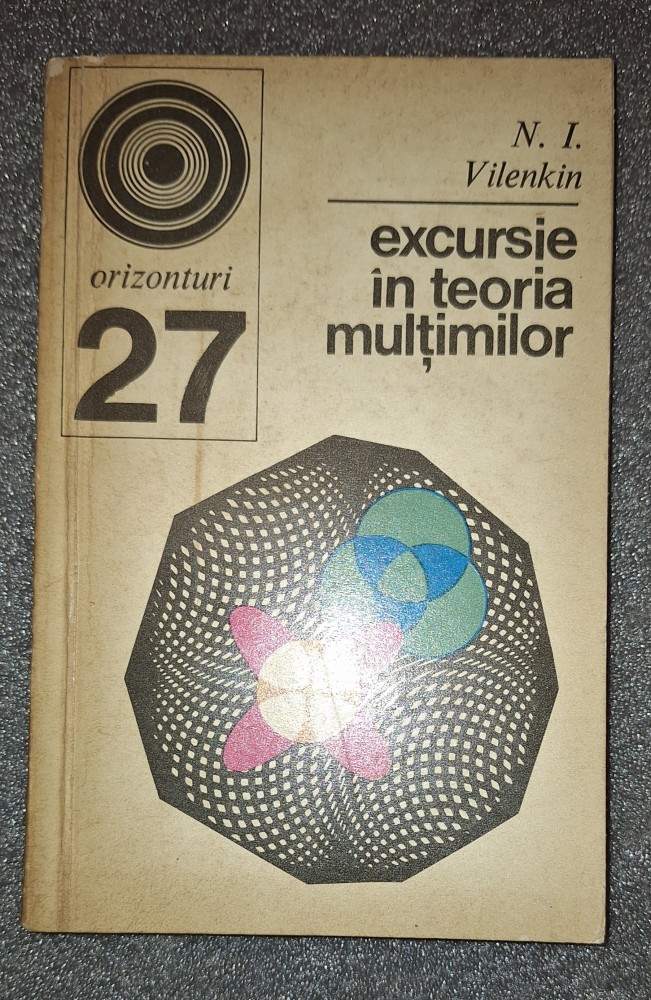 orizonturi
27
N. I.
Vilenkin
excursie
în teoria
mulțimilor